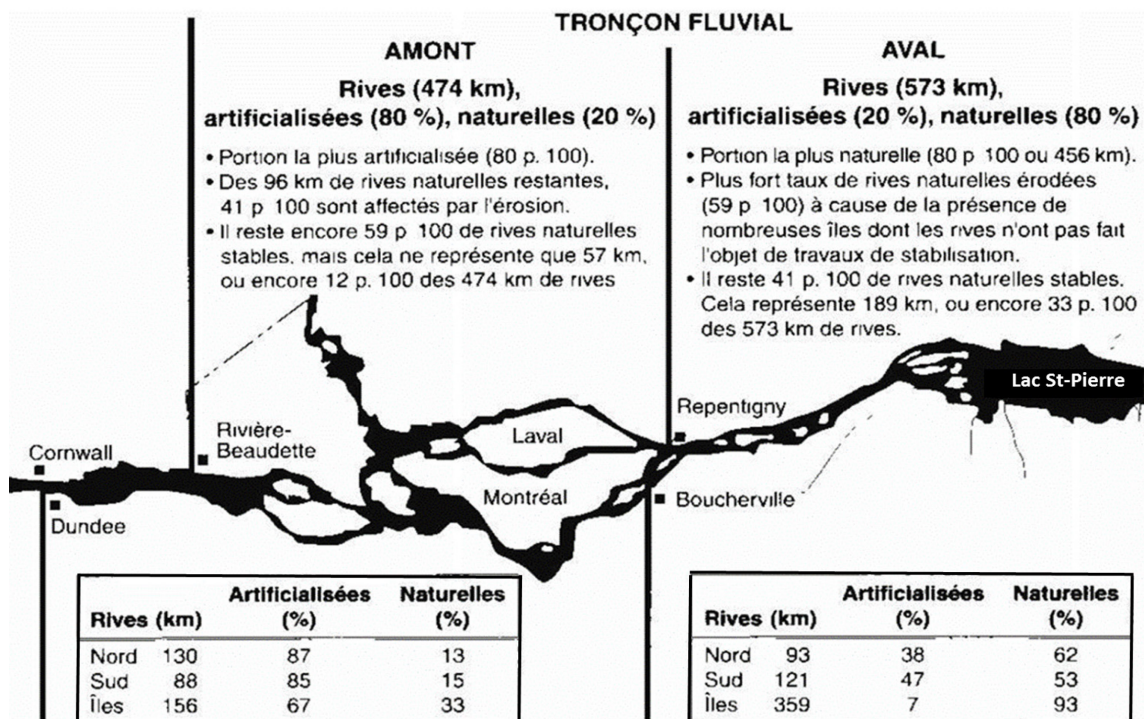 TRONÇON FLUVIAL
AMONT
Rives (474 km),
artificialisées (80 %), naturelles (20 %)
• Portion la plus artificialisée (80 p. 100).
• Des 96 km de rives naturelles restantes,
41 p 100 sont affectés par l'érosion.
• Il reste encore 59 p 100 de rives naturelles
stables. mais cela ne représente que 57 km,
ou encore 12 p. 100 des 474 km de rives
AVAL
Rives (573 km),
artificialisées (20 %), naturelles (80 %)
• Portion la plus naturelle (80 p 100 ou 456 km).
• Plus fort taux de rives naturelles érodées
(59 p 100) à cause de la présence de
nombreuses îles dont les rives n'ont pas fait
l'objet de travaux de stabilisation.
• Il reste 41 p. 100 de rives naturelles stables.
Cela représente 189 km, ou encore 33 p. 100
des 573 km de rives.
Lac St-Pierre
Repentigny
Laval
Rivière-
Beaudette
Cornwall
Montréal
Boucherville
Dundee
Rives (km) Artificialisées (%) Naturelles (%)
Nord 130 87 13
Sud 88 85 15
Îles 156 67 33
Rives (km) Artificialisées (%) Naturelles (%)
Nord 93 38 62
Sud 121 47 53
Îles 359 7 93